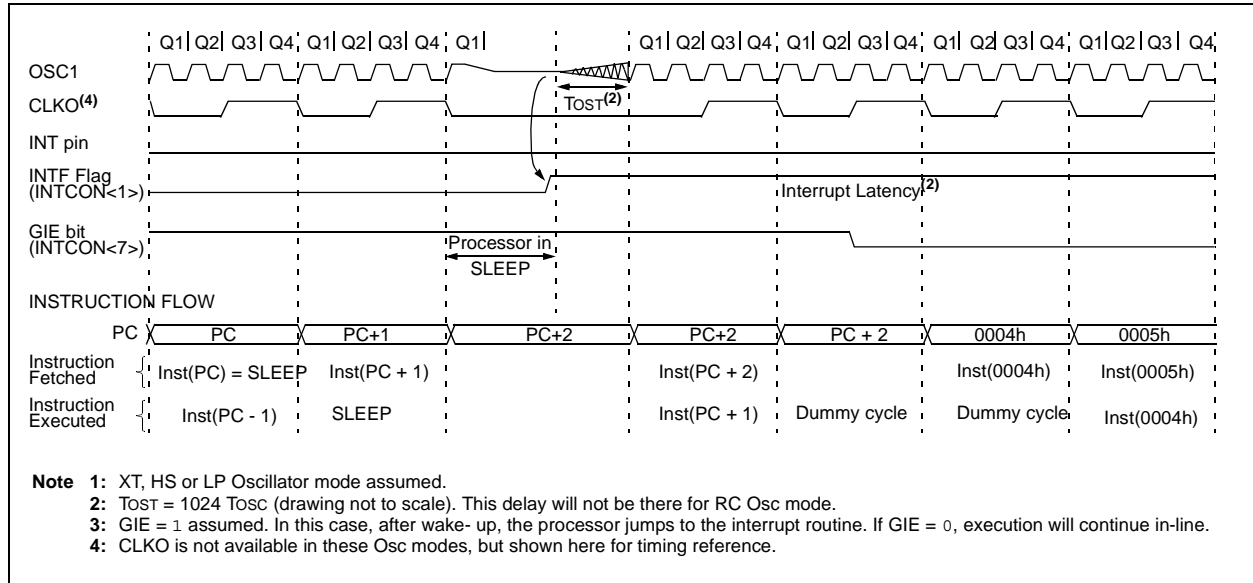 Q1 Q2 Q3 Q4 Q1 Q2 Q3 Q4 Q1 Q1 Q2 Q3 Q4 Q1 Q2 Q3 Q4 Q1 Q2 Q3 Q4 Q1 Q2 Q3 Q4
OSC1
TOST(2)
CLKO(4)
INT pin
INTF Flag
(INTCON<1>)
Interrupt Latency(2)
GIE bit
(INTCON<7>)
Processor in
SLEEP
INSTRUCTION FLOW
PC PC PC+1 PC+2 PC+2 PC + 2 0004h 0005h
Instruction
Fetched
Inst(PC) = SLEEP Inst(PC + 1) Inst(PC + 2) Inst(0004h) Inst(0005h)
Instruction
Executed
Inst(PC - 1) SLEEP Inst(PC + 1) Dummy cycle Dummy cycle Inst(0004h)
Note 1: XT, HS or LP Oscillator mode assumed.
2: TOST = 1024 TOSC (drawing not to scale). This delay will not be there for RC Osc mode.
3: GIE = 1 assumed. In this case, after wake- up, the processor jumps to the interrupt routine. If GIE = 0, execution will continue in-line.
4: CLKO is not available in these Osc modes, but shown here for timing reference.